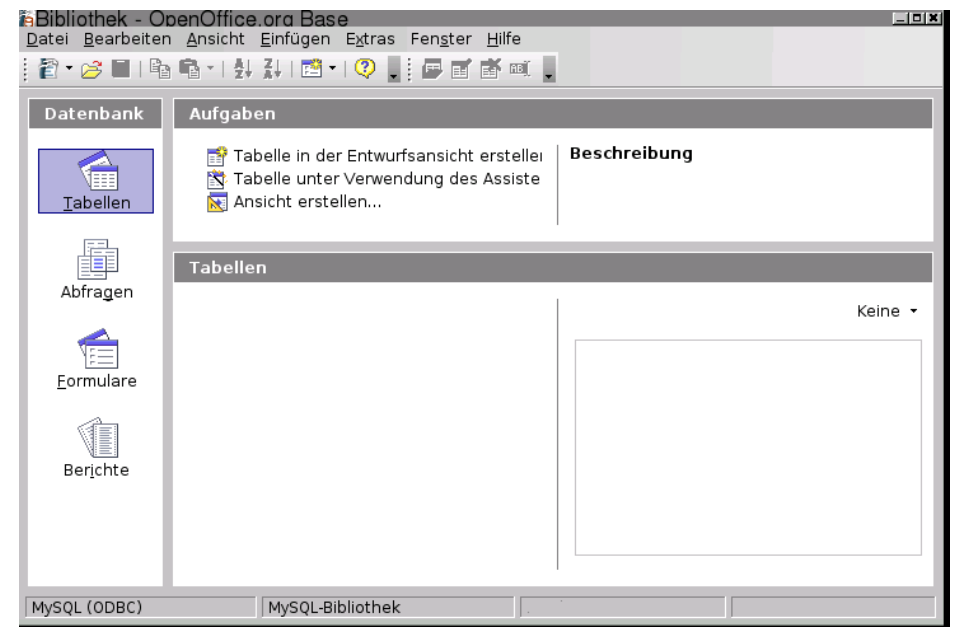 Bibliothek - OpenOffice.org Base
Datei Bearbeiten Ansicht Einfügen Extras Fenster Hilfe
Datenbank
Aufgaben
Tabelle in der Entwurfsansicht erstellen
Tabelle unter Verwendung des Assiste
Ansicht erstellen...
Beschreibung
Tabellen
Abfragen
Formulare
Berichte
Tabellen
Keine
MySQL (ODBC)
MySQL-Bibliothek